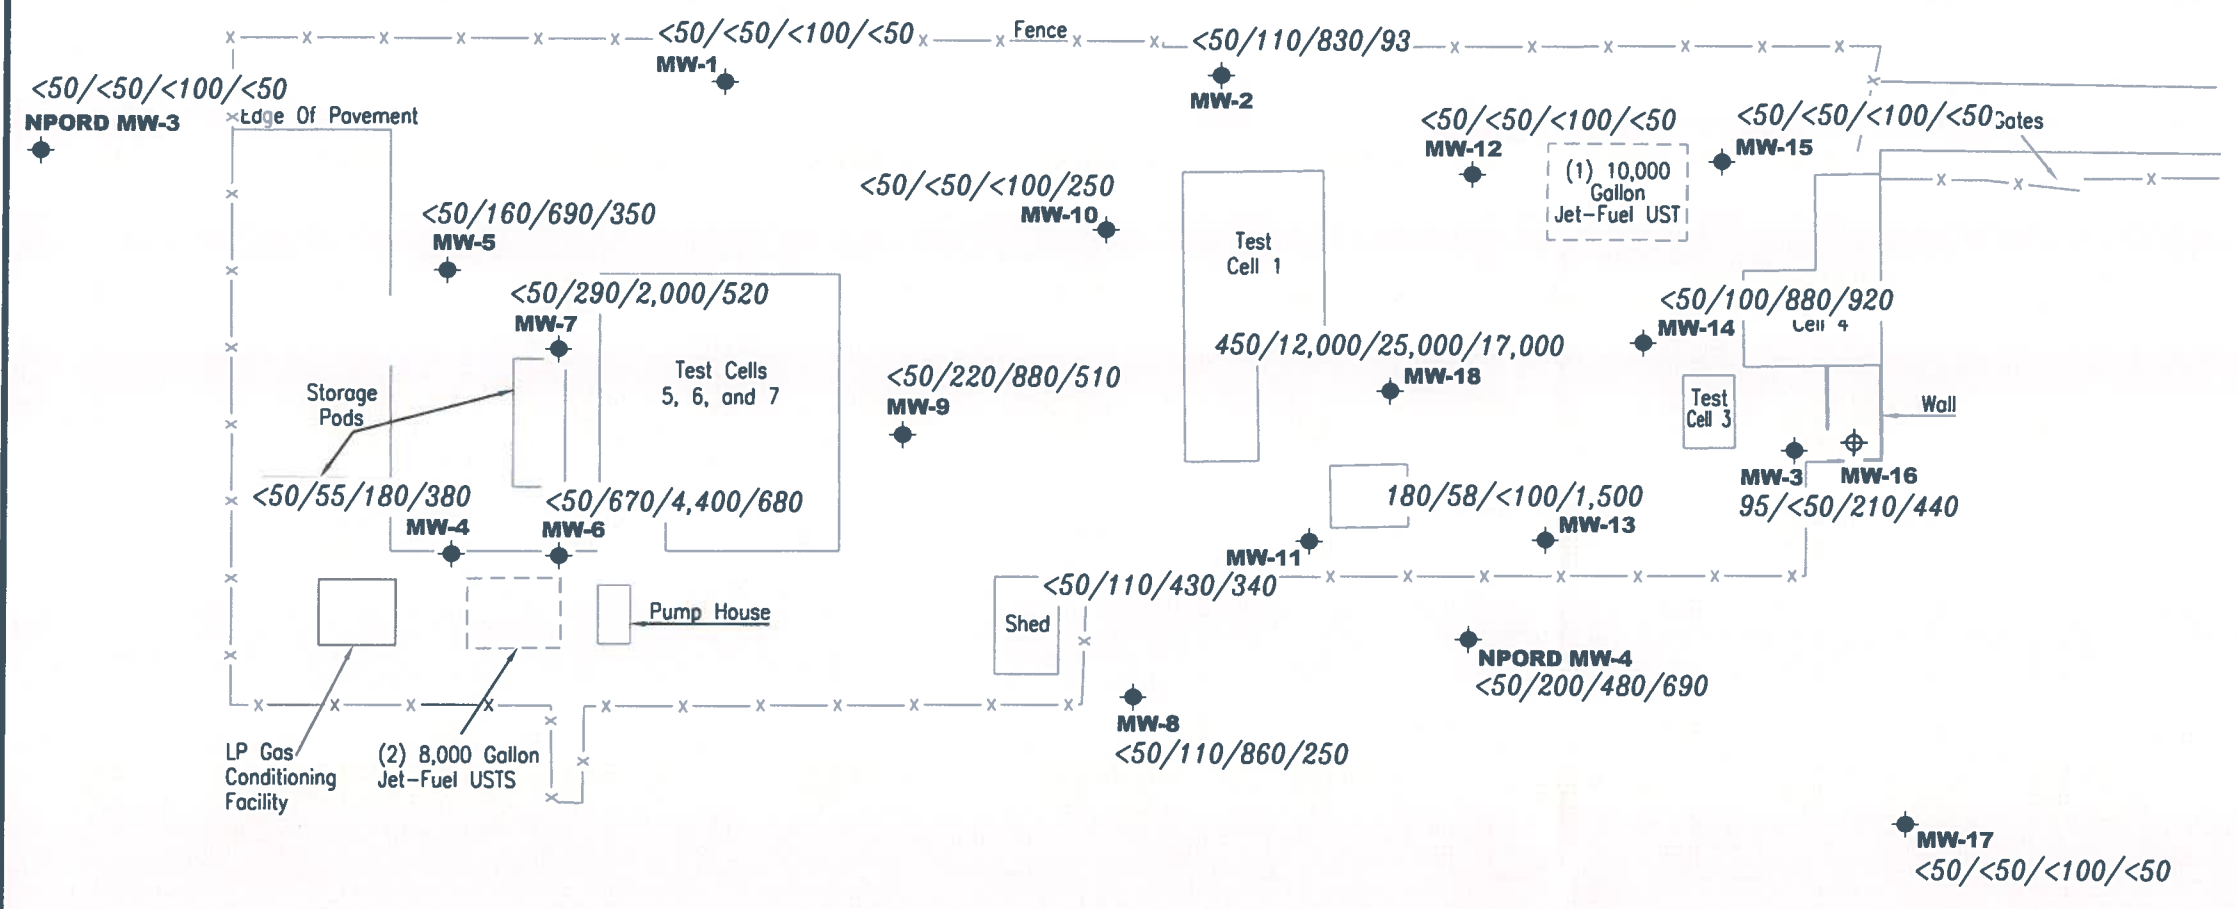 <50/<50/<100/<50
Fence
<50/110/830/93
MW-1
MW-2
<50/<50/<100/<50
NPORD MW-3
Edge Of Pavement
<50/<50/<100/<50
MW-12
<50/<50/<100/<50
Gates
MW-15
(1) 10,000
Gallon
Jet-Fuel UST
<50/<50/<100/250
MW-10
<50/160/690/350
MW-5
Test
Cell 1
<50/290/2,000/520
MW-7
<50/100/880/920
MW-14
Cell 4
450/12,000/25,000/17,000
MW-18
Test Cells
5, 6, and 7
<50/220/880/510
MW-9
Storage
Pods
Test
Cell 3
Wall
MW-3
MW-16
95/<50/210/440
<50/55/180/380
MW-4
<50/670/4,400/680
MW-6
180/58/<100/1,500
MW-13
MW-11
<50/110/430/340
Shed
Pump House
NPORD MW-4
<50/200/480/690
MW-8
<50/110/860/250
LP Gas
Conditioning
Facility
(2) 8,000 Gallon
Jet-Fuel USTS
MW-17
<50/<50/<100/<50
x x x x x x x x x x x x x x x x x x x x x x x x x x x x x x x x x x x x x x x x x x x x x x x x